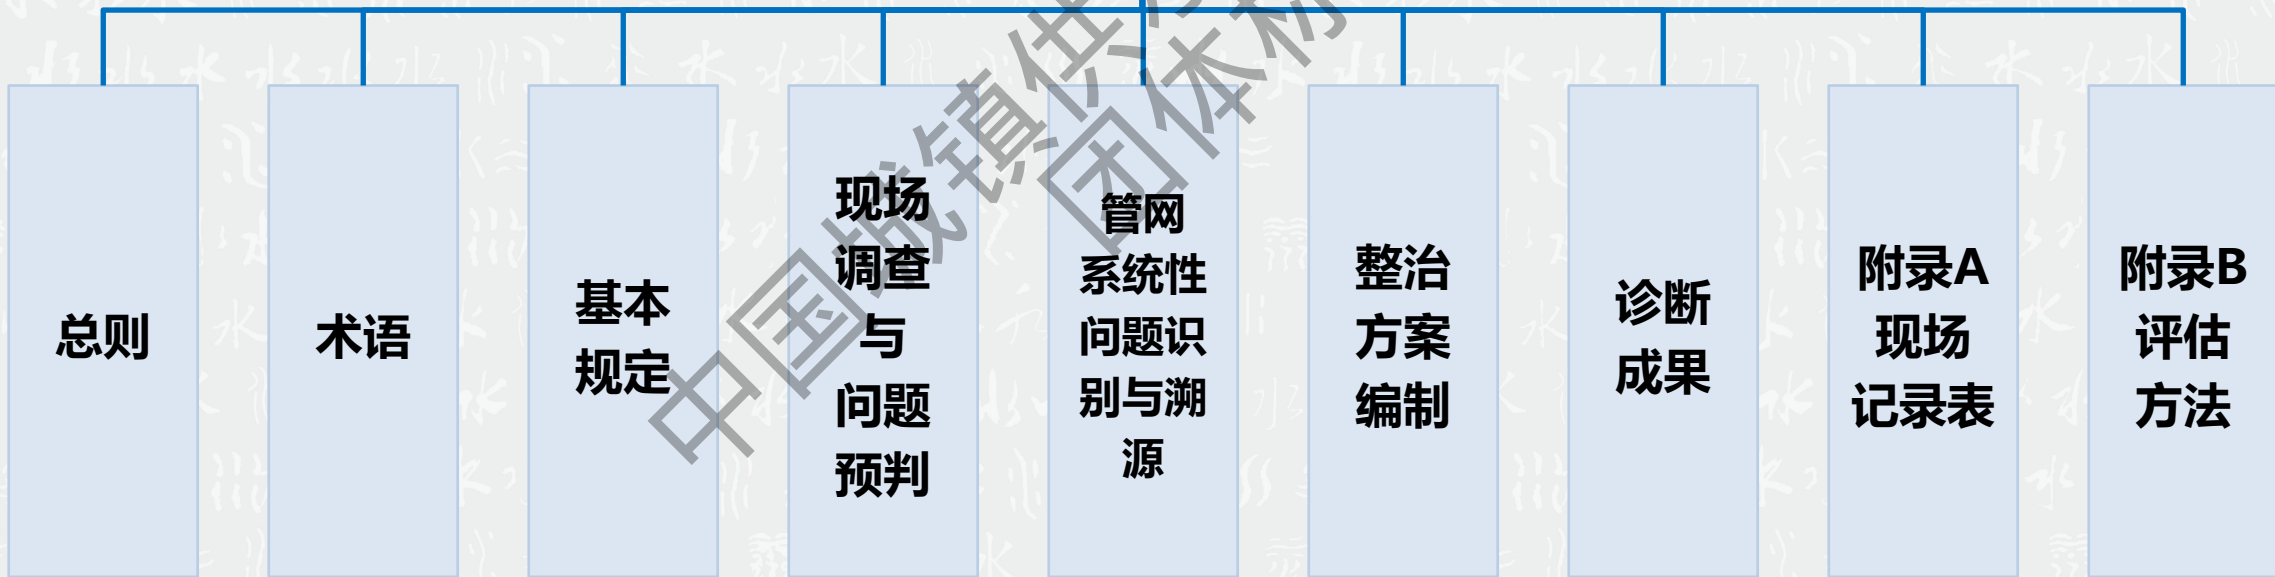 总则
术语
基本
规定
现场
调查
与
问题
预判
管网
系统性
问题识
别与溯
源
整治
方案
编制
诊断
成果
附录A
现场
记录表
附录B
评估
方法
中国城镇供
团体标